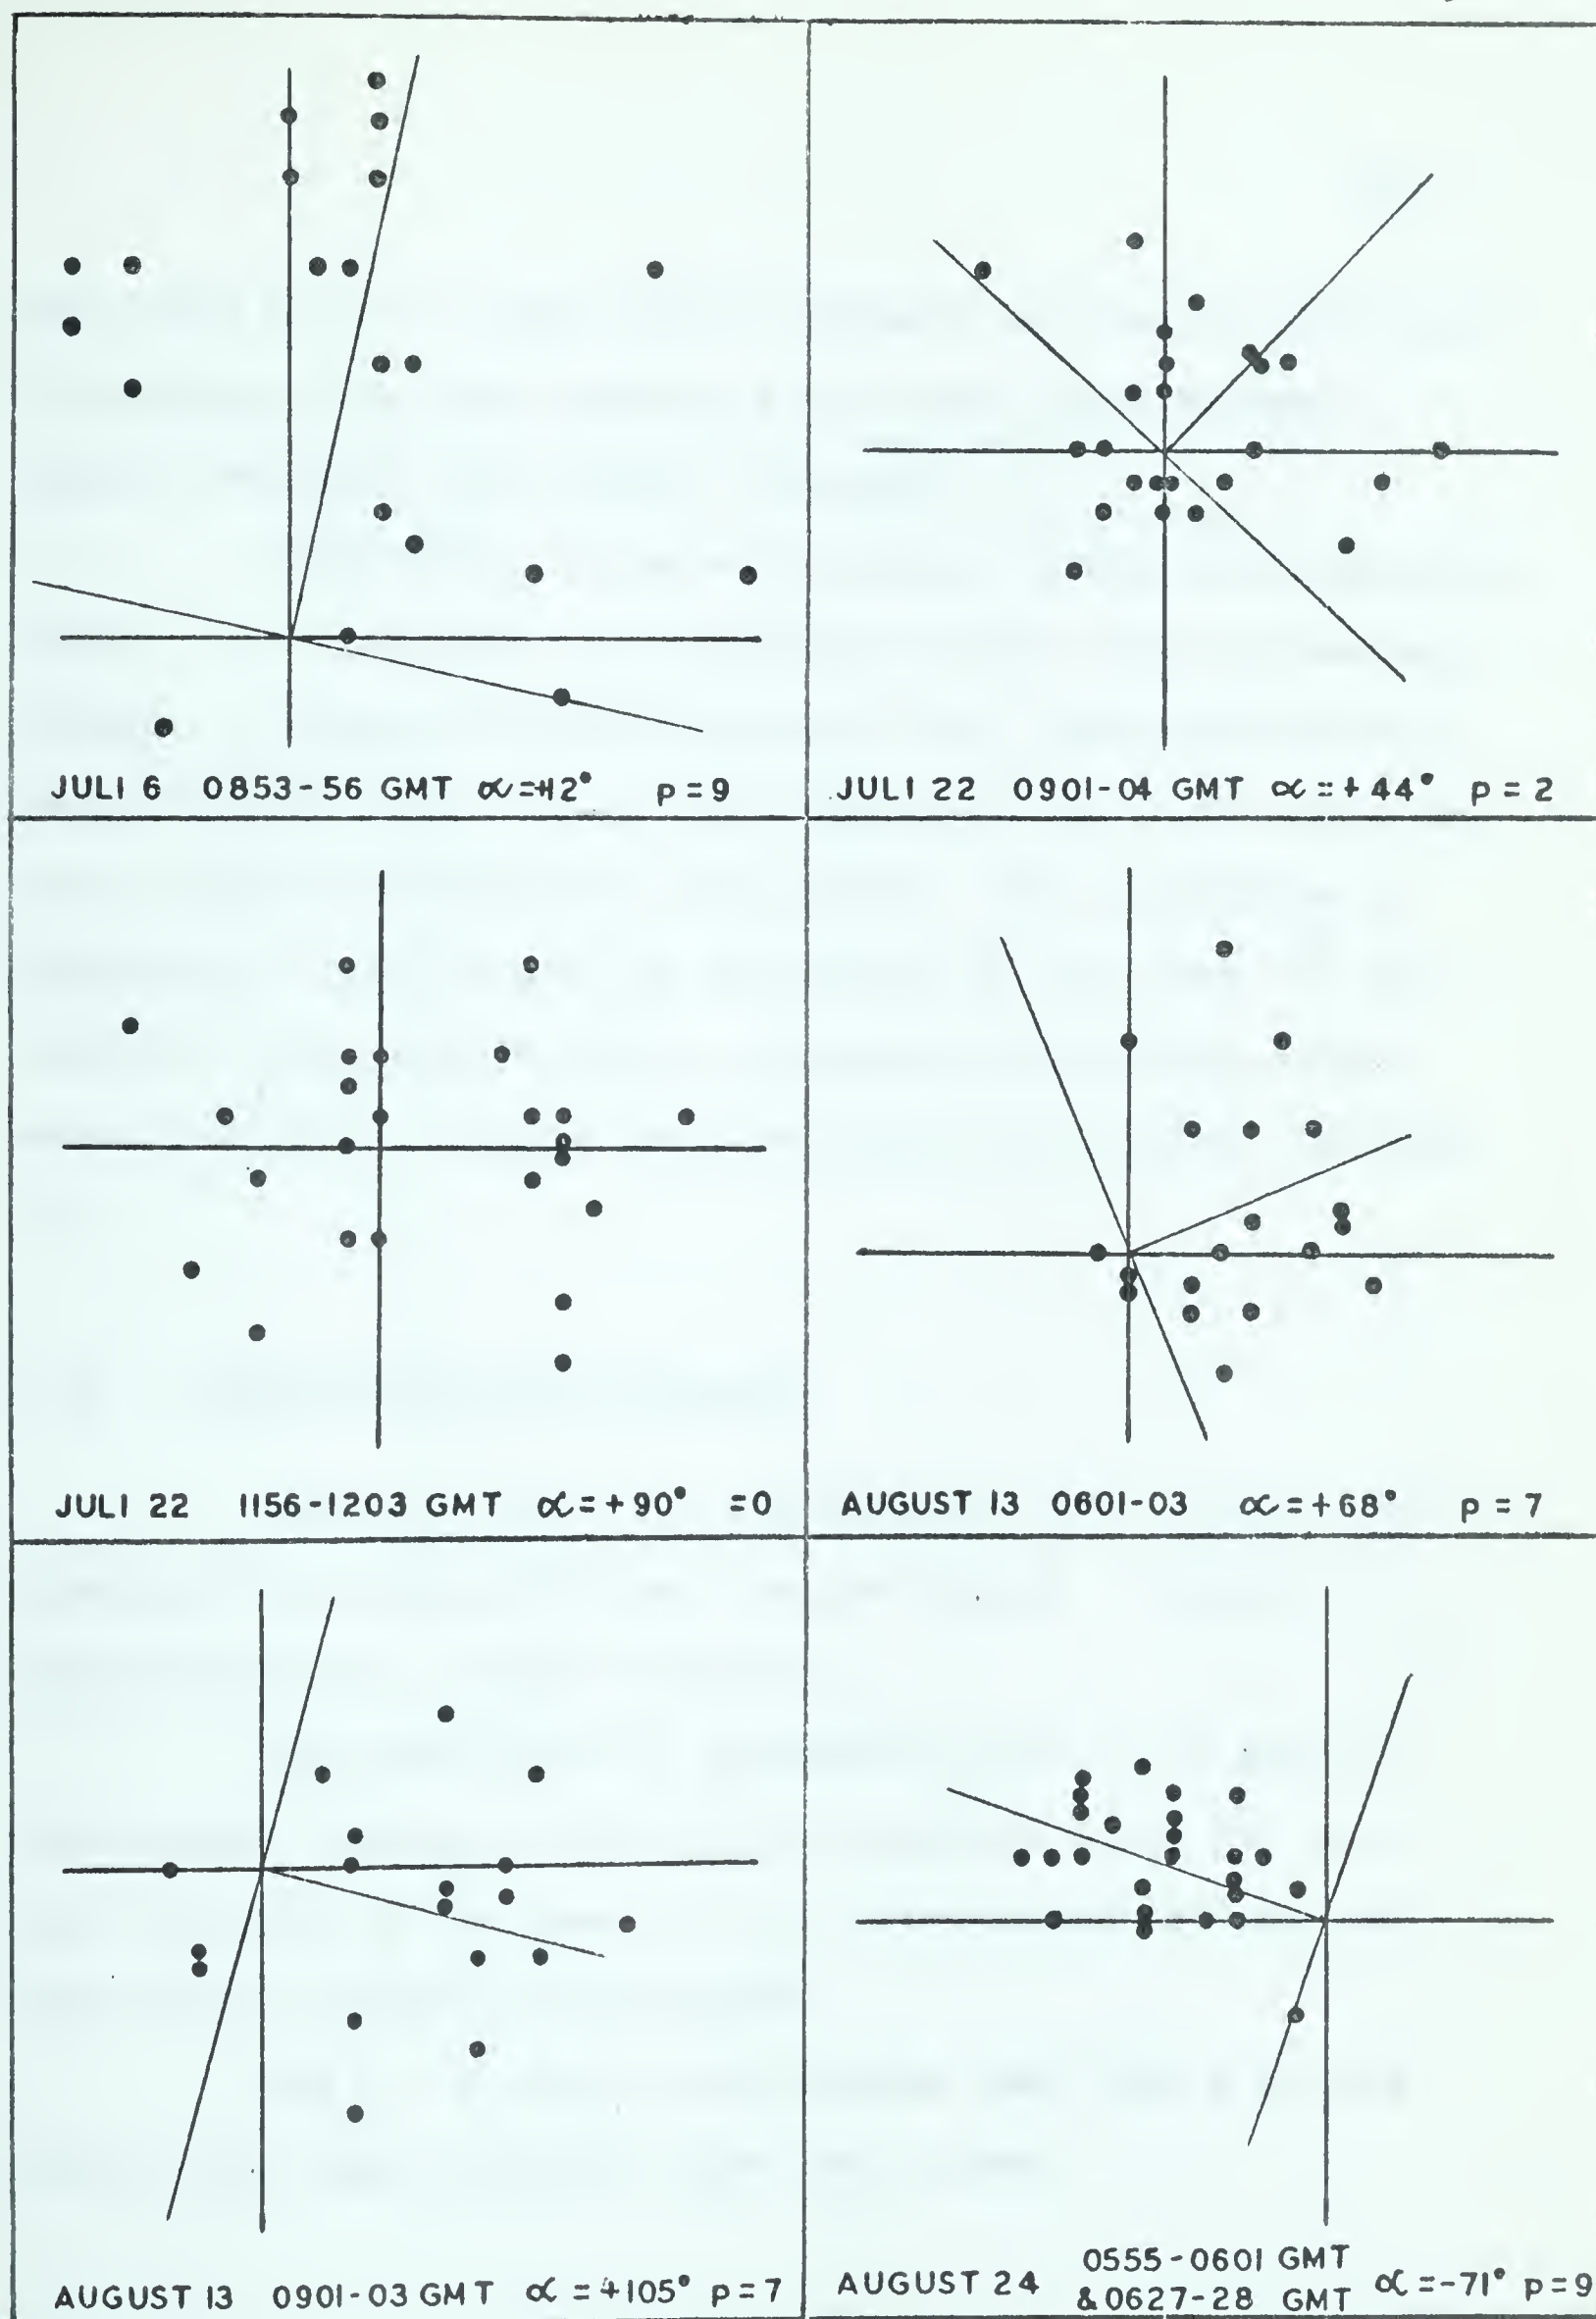 JULI 6 0853-56 GMT α=+12° p=9
JULI 22 0901-04 GMT α=+44° p=2
JULI 22 1156-1203 GMT α=+90° =0
AUGUST 13 0601-03 α=+68° p=7
AUGUST 13 0901-03 GMT α=+105° p=7
AUGUST 24 0555-0601 GMT
&0627-28 GMT α=-71° p=9